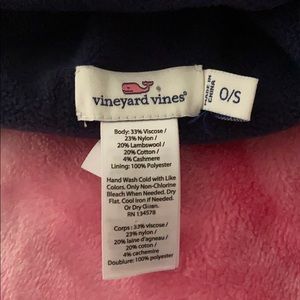 vineyard vines®
MADE IN
CHINA
O/S
Body: 33% Viscose /
23% Nylon /
20% Lambswool /
20% Cotton /
4% Cashmere
Lining: 100% Polyester
Hand Wash Cold with Like
Colors. Only Non-Chlorine
Bleach When Needed. Dry
Flat. Cool Iron if Needed.
Or Dry Clean.
RN 134578
Corps : 33% viscose /
23% nylon /
20% laine d'agneau /
20% coton /
4% cachemire
Doublure: 100% polyester